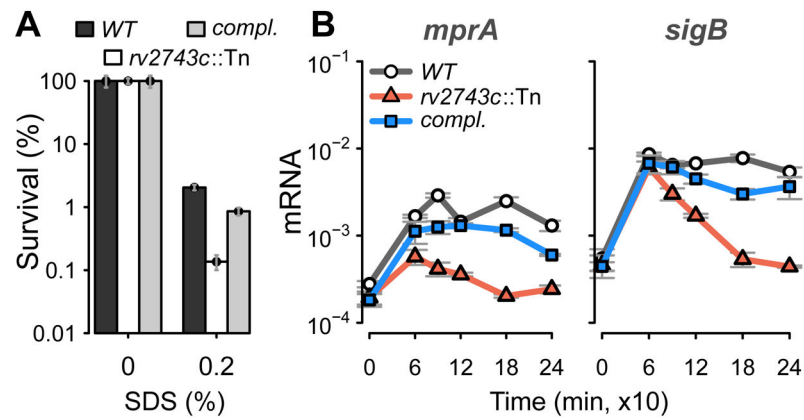 A
WT
compl.
rv2743c::Tn
Survival (%)
100
10
1
0.1
0.01
0
0.2
SDS (%)
B
mprA
sigB
WT
rv2743c::Tn
compl.
mRNA
10⁻¹
10⁻²
10⁻³
10⁻⁴
0 6 12 18 24
0 6 12 18 24
Time (min, x10)